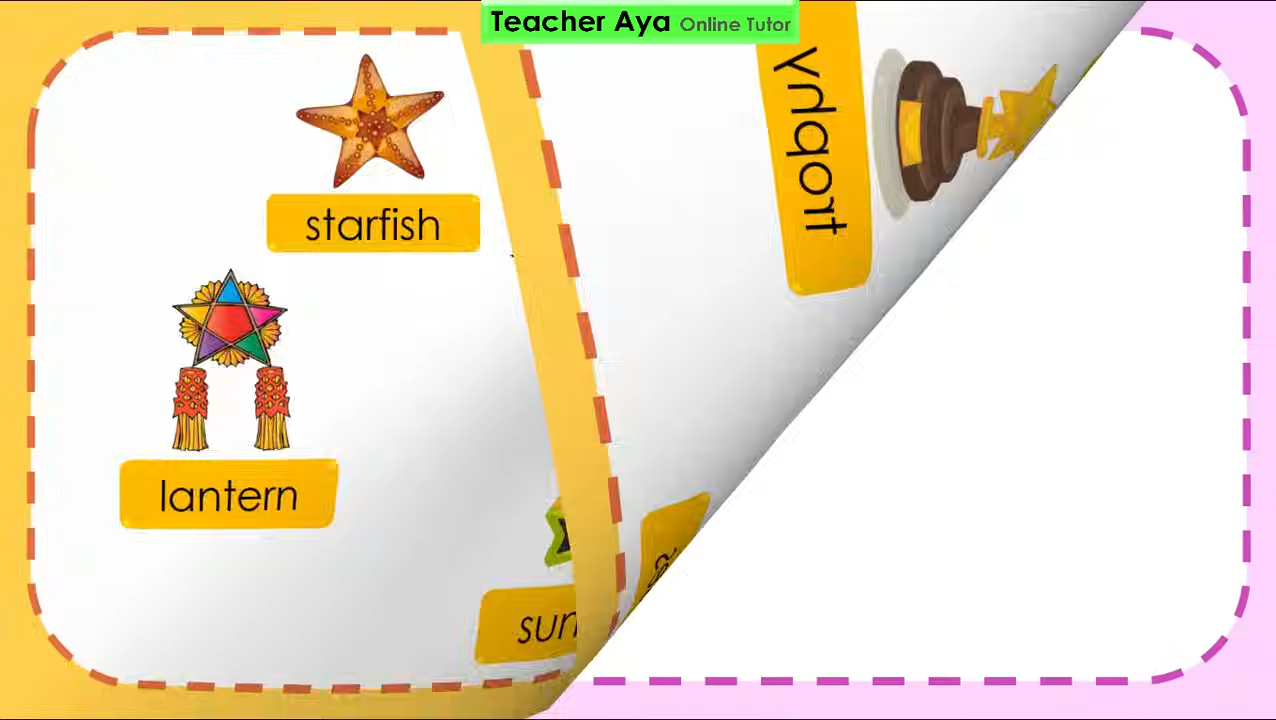 Teacher Aya Online Tutor
starfish
trophy
lantern